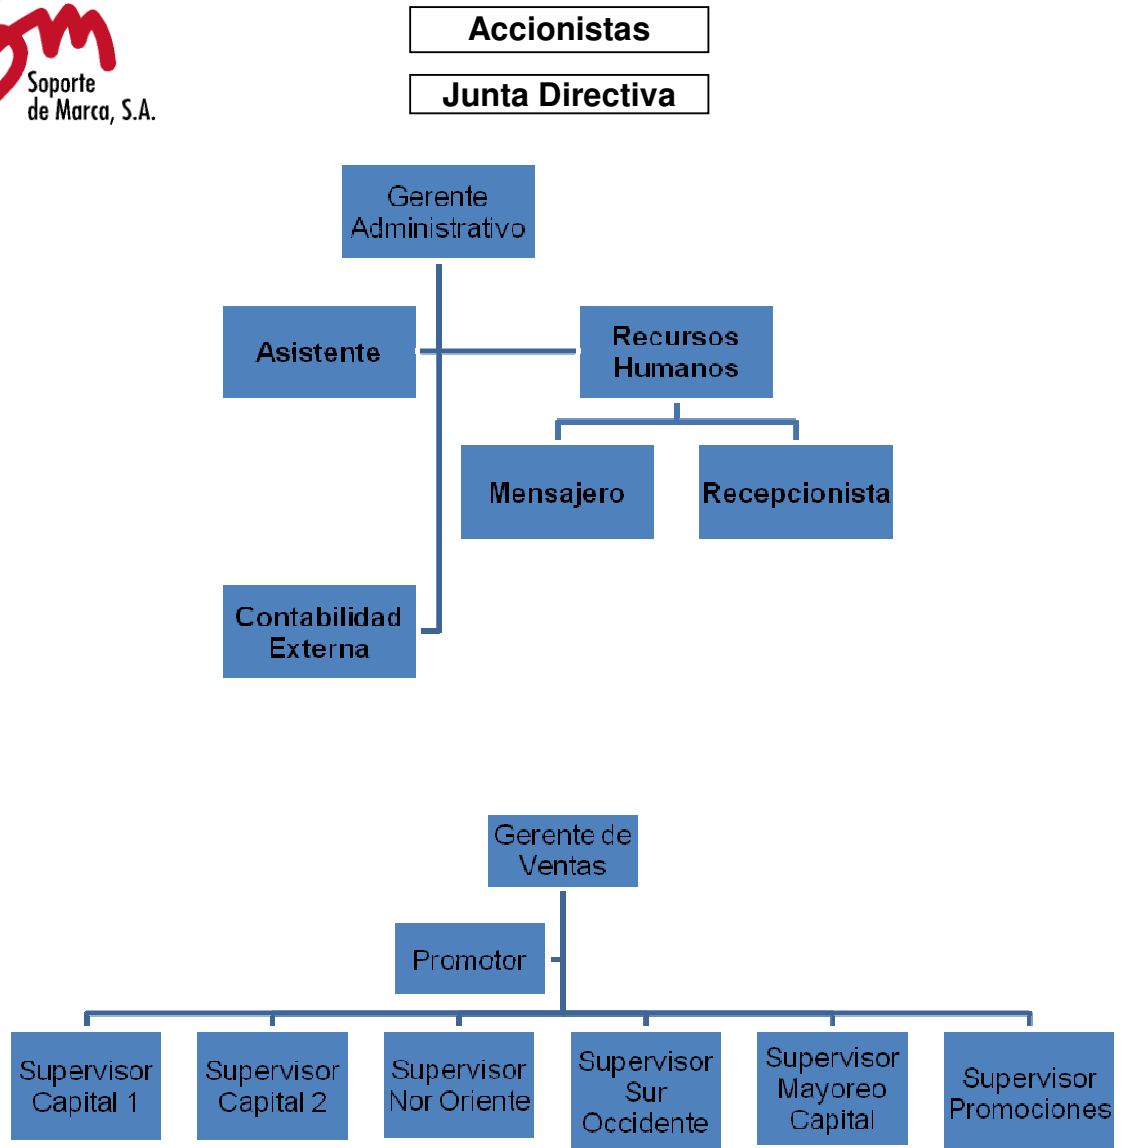 Soporte
de Marca, S.A.
Accionistas
Junta Directiva
Gerente
Administrativo
Asistente
Recursos
Humanos
Mensajero
Recepcionista
Contabilidad
Externa
Gerente de
Ventas
Promotor
Supervisor
Capital 1
Supervisor
Capital 2
Supervisor
Nor Oriente
Supervisor
Sur
Occidente
Supervisor
Mayoreo
Capital
Supervisor
Promociones